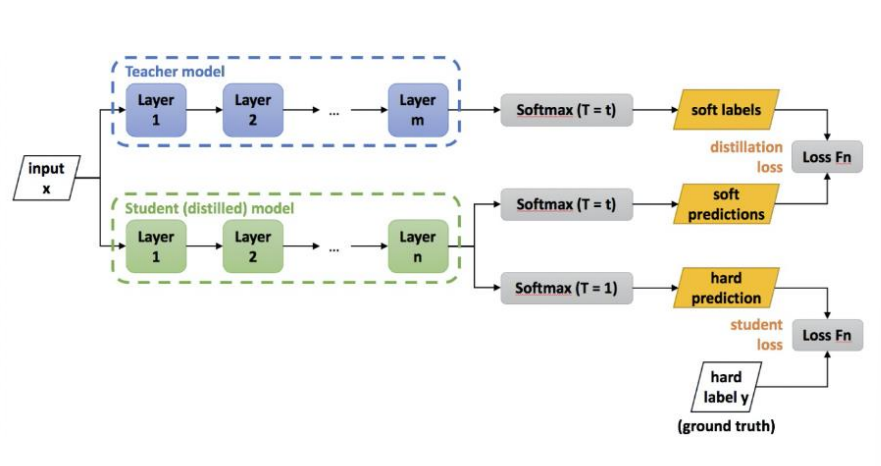 Teacher model
Layer
1
Layer
2
...
Layer
m
Softmax (T = t)
soft labels
input
x
distillation
loss
Loss Fn
Student (distilled) model
Layer
1
Layer
2
...
Layer
n
Softmax (T = t)
soft
predictions
Softmax (T = 1)
hard
prediction
student
loss
Loss Fn
hard
label y
(ground truth)